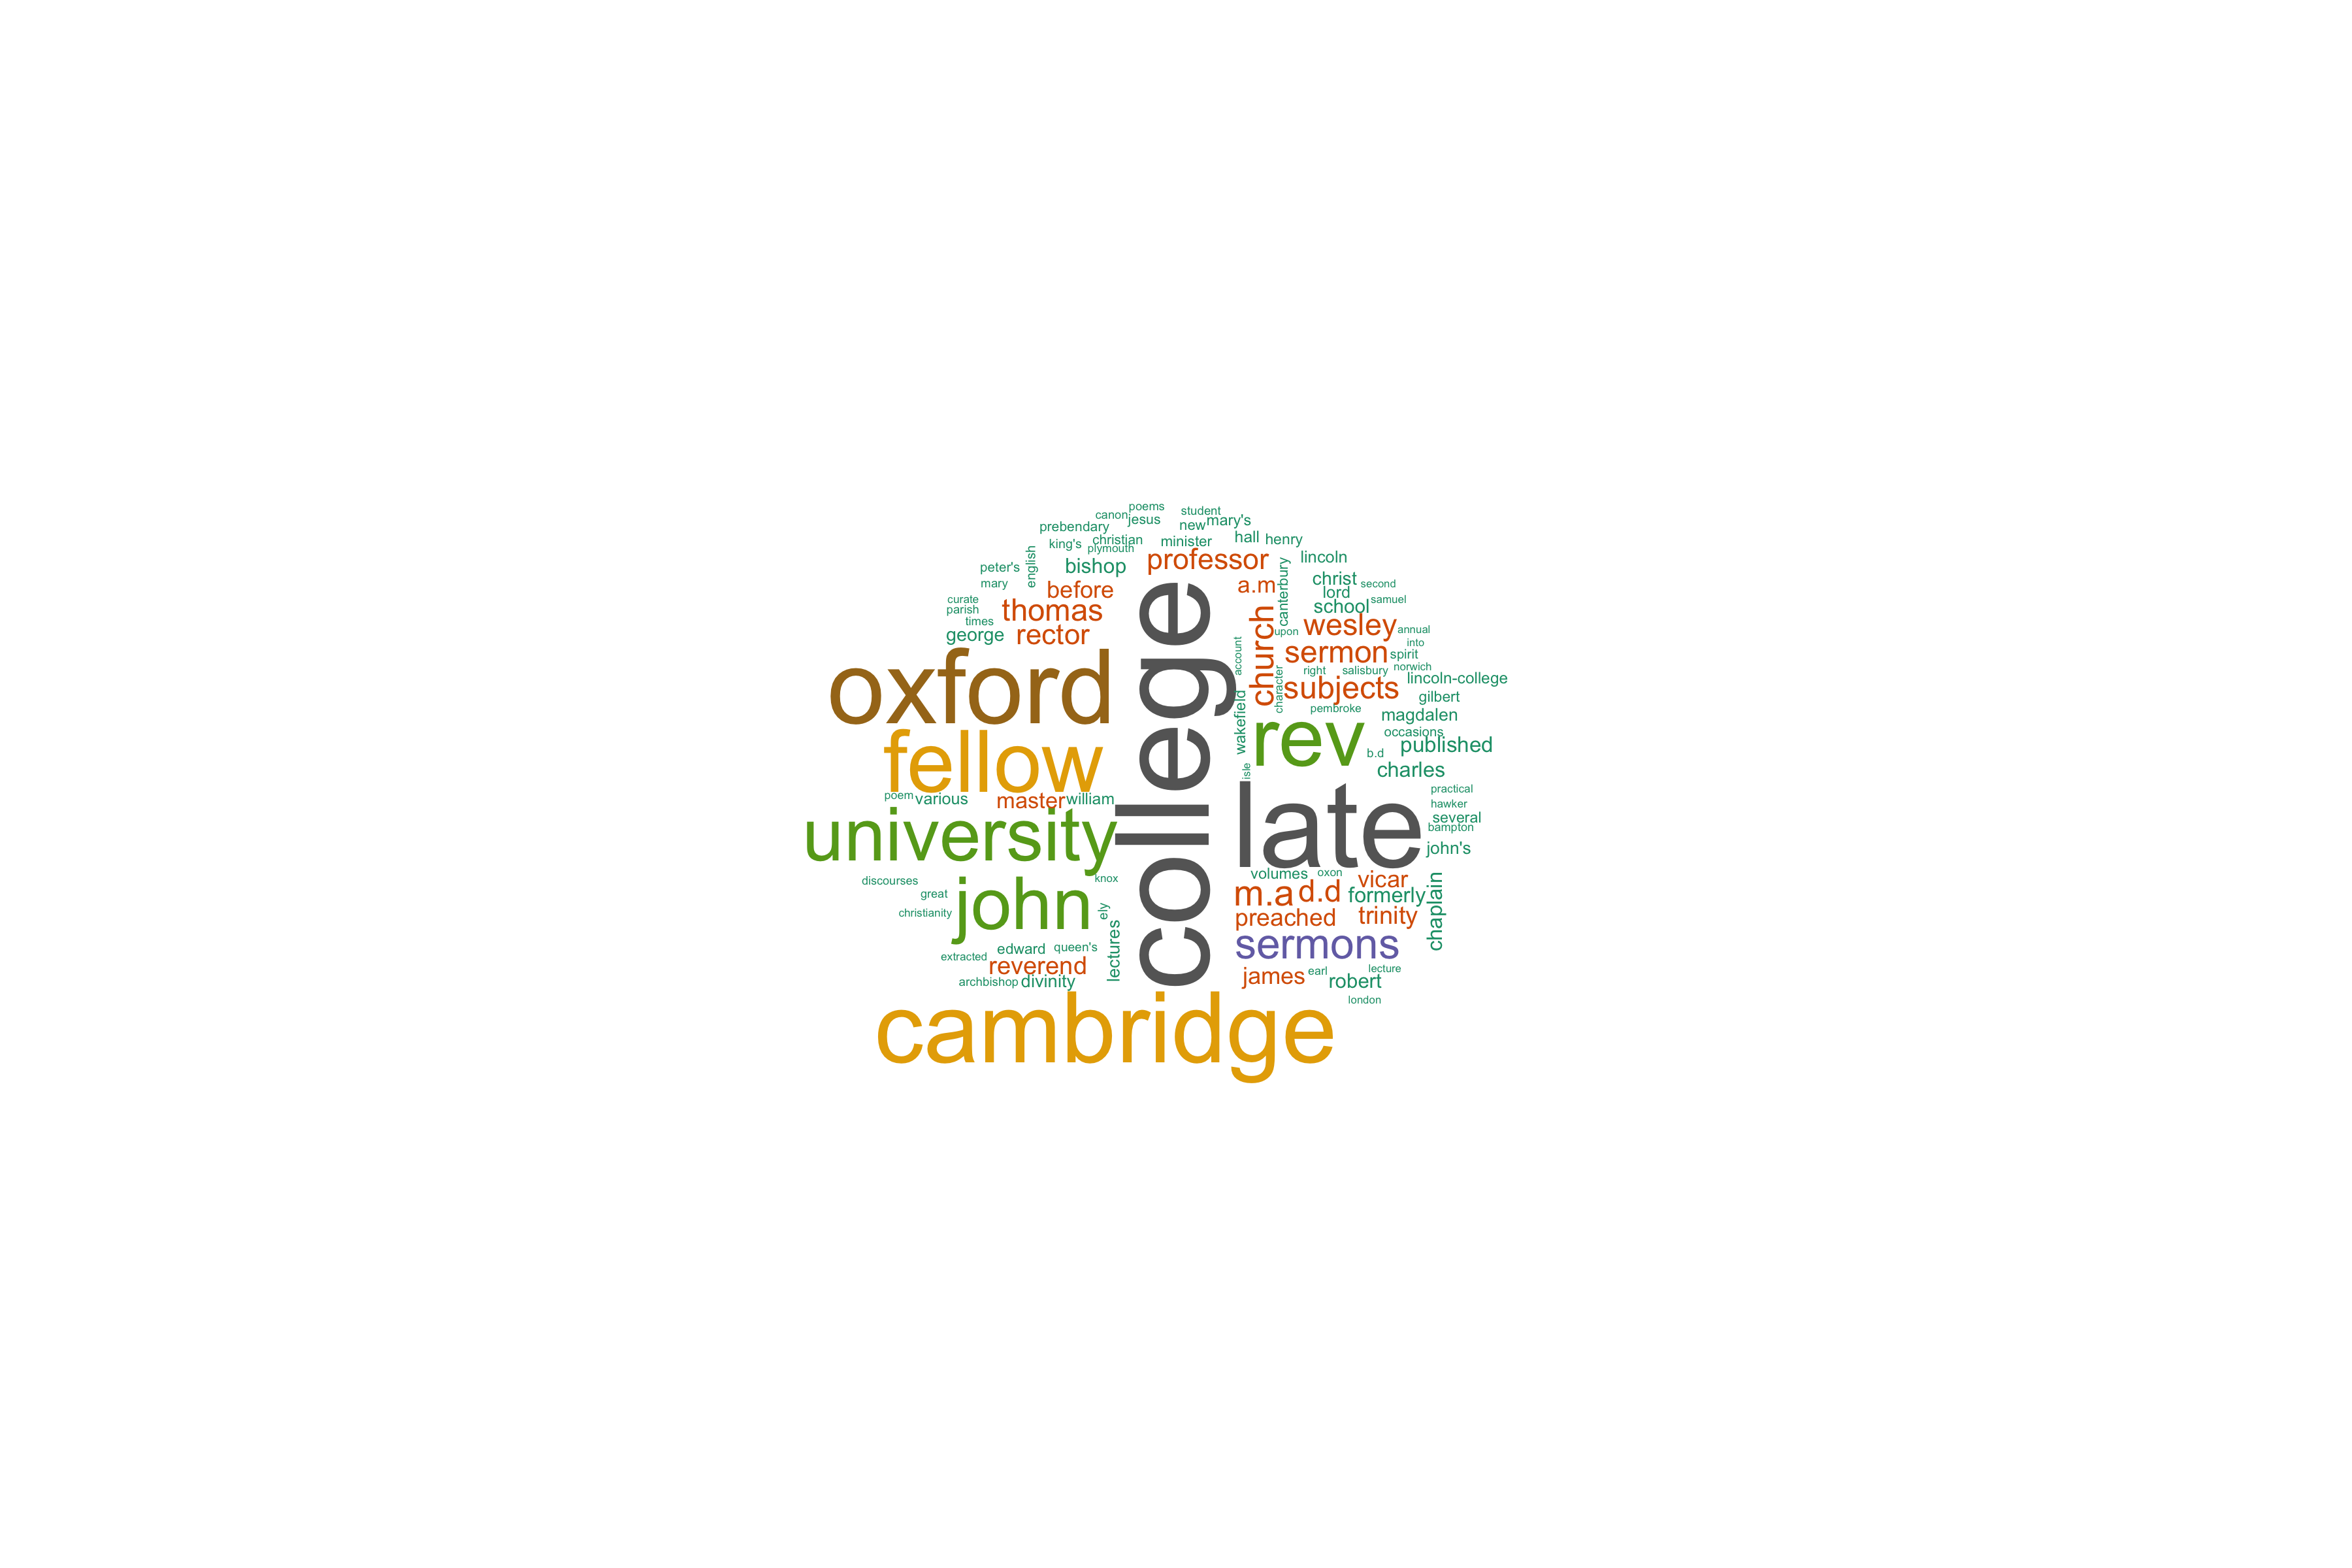 poems
canon
jesus
student
new
mary's
prebendary
king's
christian
plymouth
minister
hall
henry
peter's
english
bishop
professor
lincoln
mary
before
a.m
canterbury
christ
second
curate
parish
times
thomas
lord
school
samuel
george
rector
church
upon
wesley
annual
into
oxford
college
account
sermon
spirit
right
salisbury
norwich
character
subjects
lincoln-college
gilbert
wakefield
pembroke
magdalen
fellow
rev
occasions
b.d
published
isle
charles
poem
various
master
william
late
practical
hawker
several
bampton
university
john's
discourses
great
christianity
john
knox
ely
volumes
oxon
vicar
m.a
d.d
formerly
chaplain
preached
trinity
edward
queen's
lectures
sermons
extracted
reverend
archbishop
divinity
james
earl
lecture
robert
london
cambridge